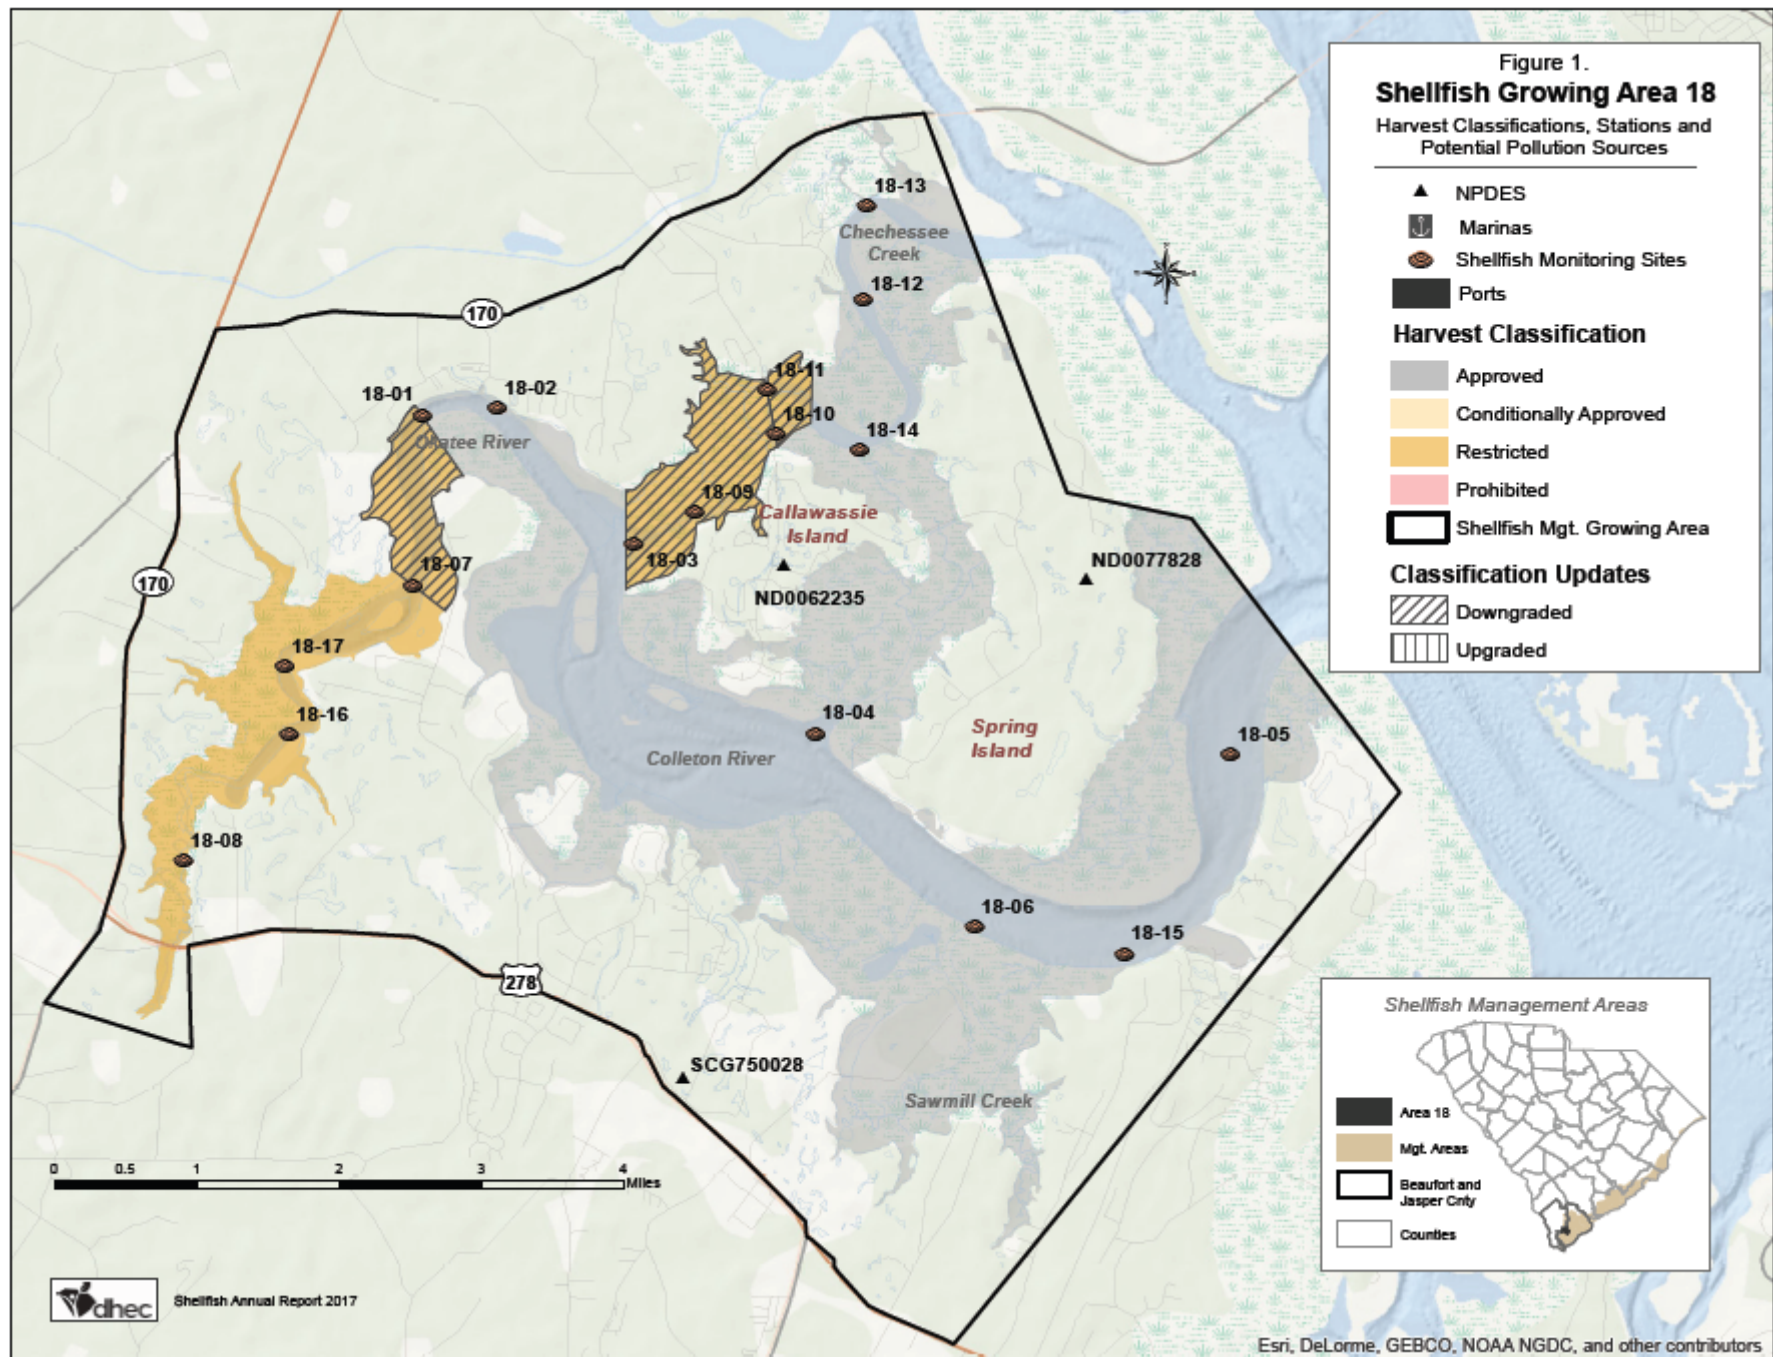 Figure 1.
Shellfish Growing Area 18
Harvest Classifications, Stations and
Potential Pollution Sources
NPDES
Marinas
Shellfish Monitoring Sites
Ports
Harvest Classification
Approved
Conditionally Approved
Restricted
Prohibited
Shellfish Mgt. Growing Area
Classification Updates
Downgraded
Upgraded
18-13
Chechessee
Creek
18-12
170
18-11
18-01
18-02
18-10
Okatee River
18-14
18-09
Callawassie
Island
18-03
ND0077828
18-07
170
ND0062235
18-17
18-16
18-04
Spring
Island
18-05
Colleton River
18-08
18-06
18-15
278
SCG750028
Sawmill Creek
0 0.5 1 2 3 4
Miles
Shellfish Management Areas
Area 18
Mgt. Areas
Beaufort and
Jasper Cnty
Counties
dhec
Shellfish Annual Report 2017
Esri, DeLorme, GEBCO, NOAA NGDC, and other contributors